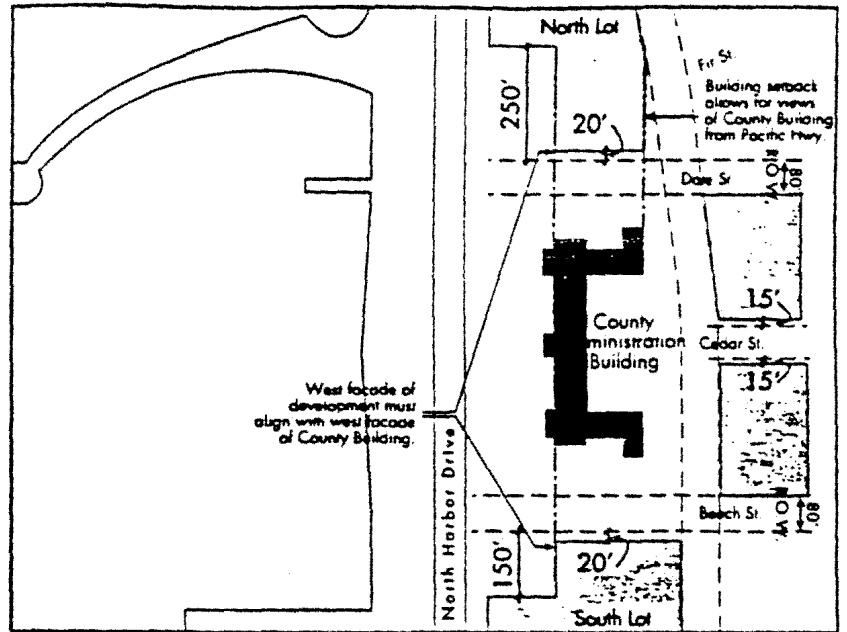 North Lot
Fir St.
250'
Building setback
allows for views
of County Building
from Pacific Hwy.
20'
R.O.W.
80'
Date St
15'
County
ministration
Building
Cedar St.
15'
West facade of
development must
align with west facade
of County Building.
North Harbor Drive
R.O.W.
80'
Beech St.
150'
20'
South Lot